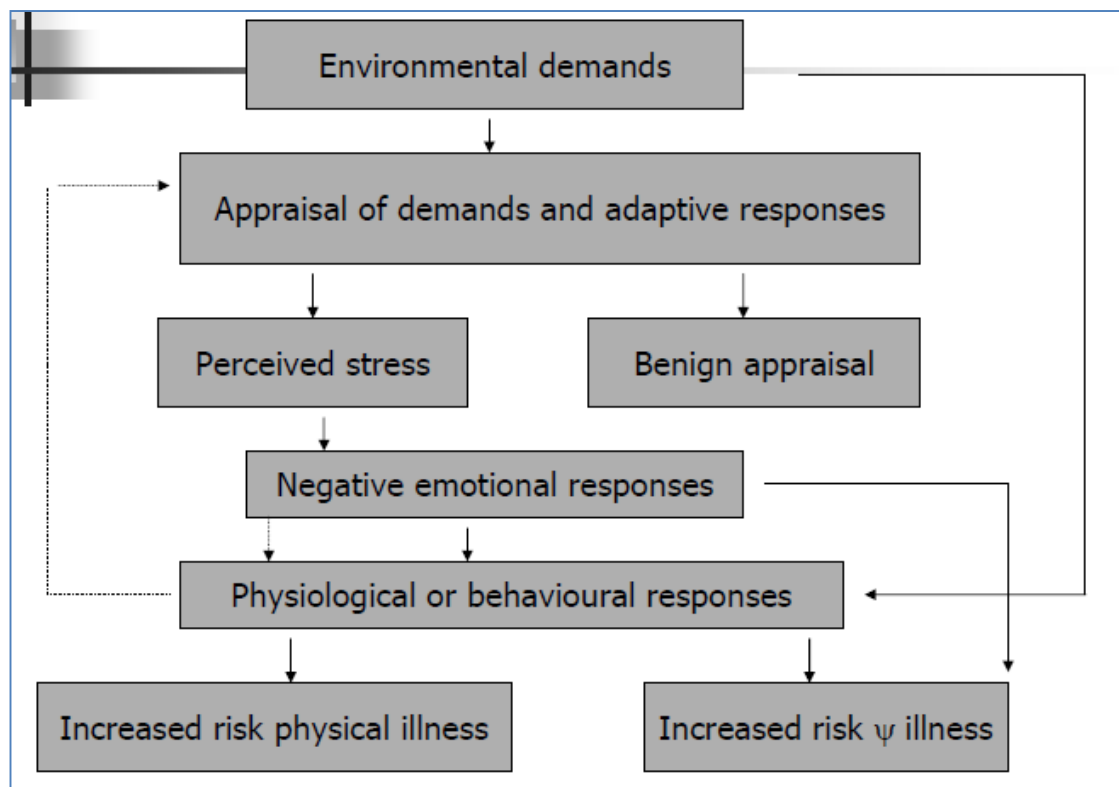 Environmental demands
Appraisal of demands and adaptive responses
Perceived stress
Benign appraisal
Negative emotional responses
Physiological or behavioural responses
Increased risk physical illness
Increased risk ψ illness